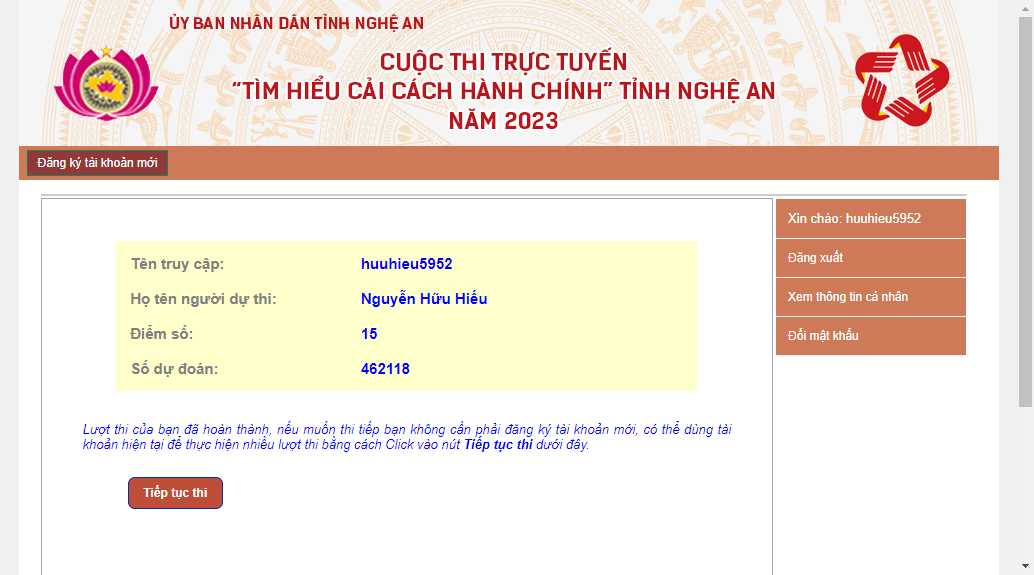 ỦY BAN NHÂN DÂN TỈNH NGHỆ AN
CUỘC THI TRỰC TUYẾN
“TÌM HIỂU CẢI CÁCH HÀNH CHÍNH” TỈNH NGHỆ AN
NĂM 2023
Đăng ký tài khoản mới
Xin chào: huuhieu5952
Đăng xuất
Xem thông tin cá nhân
Đổi mật khẩu
Tên truy cập: huuhieu5952
Họ tên người dự thi: Nguyễn Hữu Hiếu
Điểm số: 15
Số dự đoán: 462118
Lượt thi của bạn đã hoàn thành, nếu muốn thi tiếp bạn không cần phải đăng ký tài khoản mới, có thể dùng tài
khoản hiện tại để thực hiện nhiều lượt thi bằng cách Click vào nút Tiếp tục thi dưới đây.
Tiếp tục thi